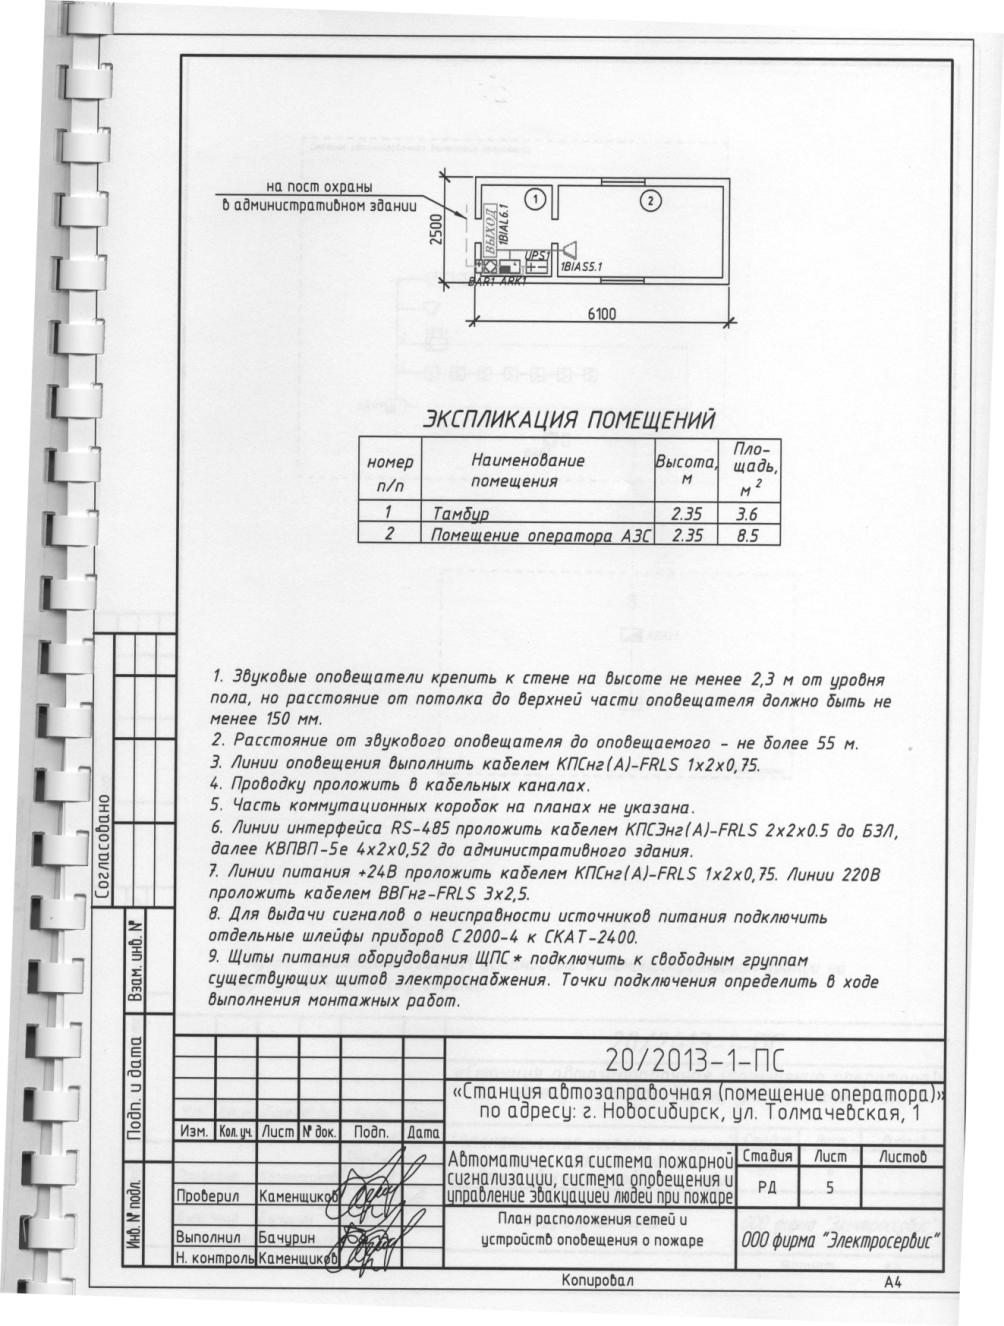 на пост охраны
в административном здании
2500
ВЫХОД
1BIAL6.1
1
2
UPS1
1BIAS5.1
BAR1 ARK1
6100
ЭКСПЛИКАЦИЯ ПОМЕЩЕНИЙ
номер п/п
Наименование помещения
Высота, м
Пло-
щадь,
м 2
1 Тамбур 2.35 3.6
2 Помещение оператора АЗС 2.35 8.5
1. Звуковые оповещатели крепить к стене на высоте не менее 2,3 м от уровня
пола, но расстояние от потолка до верхней части оповещателя должно быть не
менее 150 мм.
2. Расстояние от звукового оповещателя до оповещаемого - не более 55 м.
3. Линии оповещения выполнить кабелем КПСнг(А)-FRLS 1х2х0,75.
4. Проводку проложить в кабельных каналах.
5. Часть коммутационных коробок на планах не указана.
6. Линии интерфейса RS-485 проложить кабелем КПСЭнг(А)-FRLS 2х2х0.5 до БЗЛ,
далее КВПВП-5е 4х2х0,52 до административного здания.
7. Линии питания +24В проложить кабелем КПСнг(А)-FRLS 1х2х0,75. Линии 220В
проложить кабелем ВВГнг-FRLS 3х2,5.
8. Для выдачи сигналов о неисправности источников питания подключить
отдельные шлейфы приборов С2000-4 к СКАТ-2400.
9. Щиты питания оборудования ЩПС* подключить к свободным группам
существующих щитов электроснабжения. Точки подключения определить в ходе
выполнения монтажных работ.
Согласовано
Взам. инв. №
Подп. и дата
Инв. № подл.
20/2013-1-ПС
«Станция автозаправочная (помещение оператора)»
по адресу: г. Новосибирск, ул. Толмачевская, 1
Изм. Кол.уч. Лист № док. Подп. Дата
Автоматическая система пожарной
сигнализации, система оповещения и
управление эвакуацией людей при пожаре
Стадия Лист Листов
РД 5
Проверил Каменщиков
Выполнил Бачурин
Н. контроль Каменщиков
План расположения сетей и
устройств оповещения о пожаре
ООО фирма "Электросервис"
Копировал А4